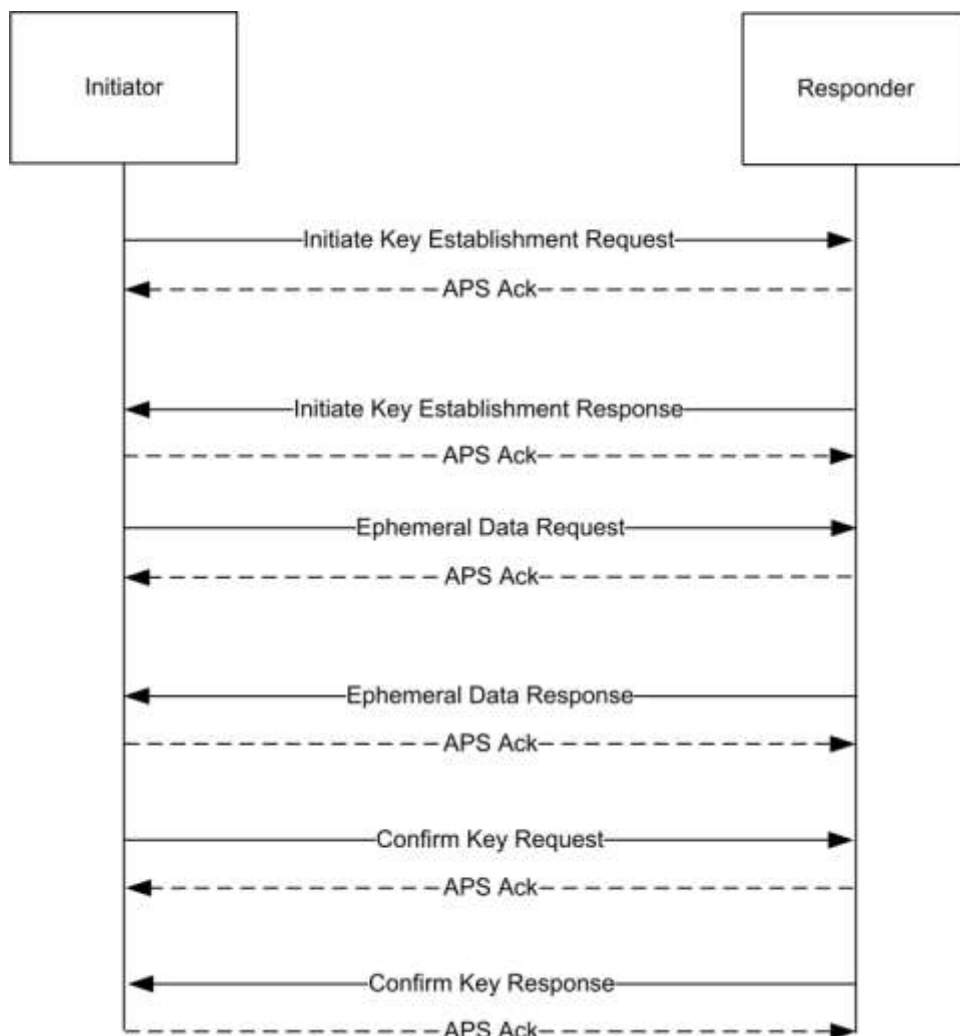 Initiator
Responder
Initiate Key Establishment Request
APS Ack
Initiate Key Establishment Response
APS Ack
Ephemeral Data Request
APS Ack
Ephemeral Data Response
APS Ack
Confirm Key Request
APS Ack
Confirm Key Response
APS Ack